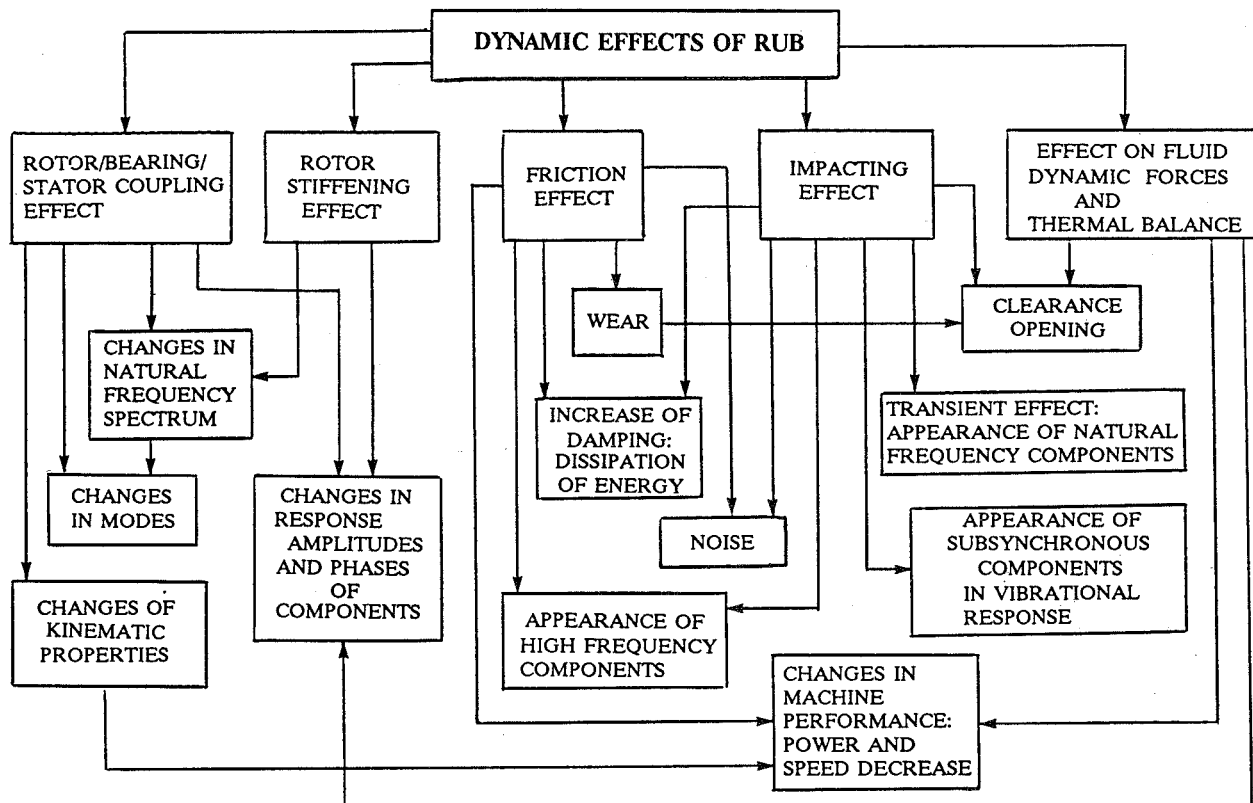 DYNAMIC EFFECTS OF RUB
ROTOR/BEARING/
STATOR COUPLING
EFFECT
ROTOR
STIFFENING
EFFECT
FRICTION
EFFECT
IMPACTING
EFFECT
EFFECT ON FLUID
DYNAMIC FORCES
AND
THERMAL BALANCE
WEAR
CLEARANCE
OPENING
CHANGES IN
NATURAL
FREQUENCY
SPECTRUM
INCREASE OF
DAMPING:
DISSIPATION
OF ENERGY
TRANSIENT EFFECT:
APPEARANCE OF NATURAL
FREQUENCY COMPONENTS
CHANGES
IN MODES
CHANGES IN
RESPONSE
AMPLITUDES
AND PHASES
OF
COMPONENTS
NOISE
APPEARANCE OF
SUBSYNCHRONOUS
COMPONENTS
IN VIBRATIONAL
RESPONSE
CHANGES OF
KINEMATIC
PROPERTIES
APPEARANCE OF
HIGH FREQUENCY
COMPONENTS
CHANGES IN
MACHINE
PERFORMANCE:
POWER AND
SPEED DECREASE